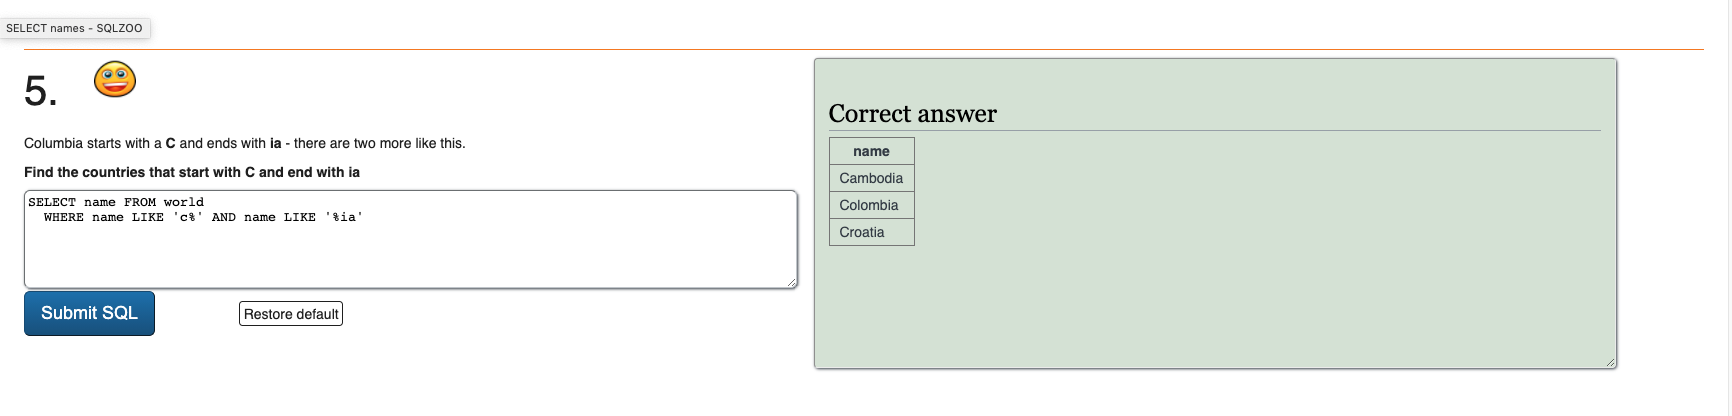 SELECT names - SQLZOO
5.
Columbia starts with a C and ends with ia - there are two more like this.
Find the countries that start with C and end with ia
SELECT name FROM world
  WHERE name LIKE 'c%' AND name LIKE '%ia'
Submit SQL
Restore default
Correct answer
name
Cambodia
Colombia
Croatia